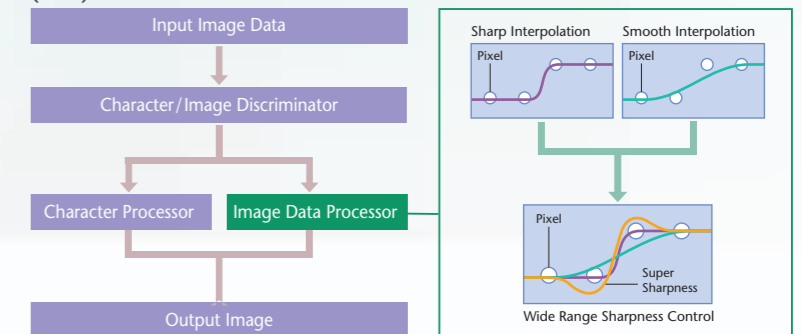 Input Image Data
Character/Image Discriminator
Character Processor
Image Data Processor
Output Image
Sharp Interpolation
Smooth Interpolation
Pixel
Pixel
Pixel
Super
Sharpness
Wide Range Sharpness Control